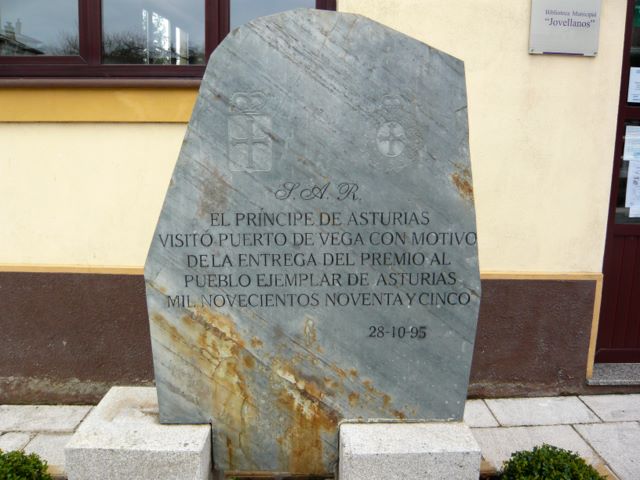 Biblioteca Municipal
"Jovellanos"
S.A.R.
EL PRÍNCIPE DE ASTURIAS
VISITÓ PUERTO DE VEGA CON MOTIVO
DE LA ENTREGA DEL PREMIO AL
PUEBLO EJEMPLAR DE ASTURIAS
MIL NOVECIENTOS NOVENTA Y CINCO
28-10-95